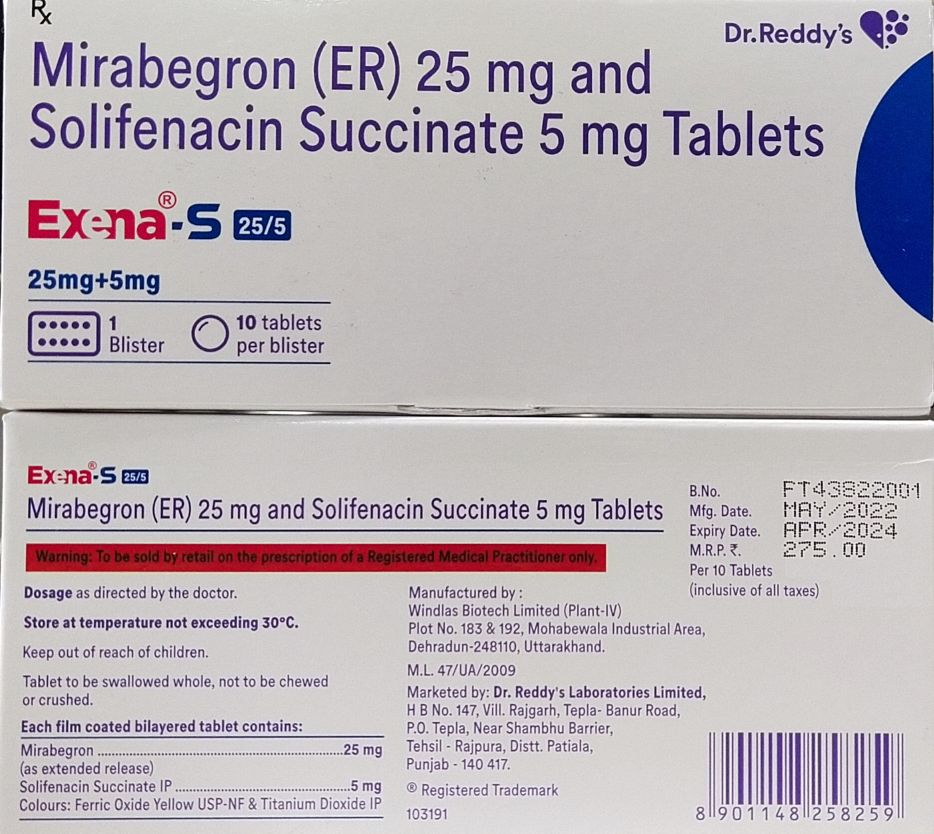 Rx
Dr.Reddy's
Mirabegron (ER) 25 mg and
Solifenacin Succinate 5 mg Tablets
Exena®-S 25/5
25mg+5mg
1
Blister
10 tablets
per blister
Exena®-S 25/5
Mirabegron (ER) 25 mg and Solifenacin Succinate 5 mg Tablets
Warning: To be sold by retail on the prescription of a Registered Medical Practitioner only.
Dosage as directed by the doctor.
Store at temperature not exceeding 30°C.
Keep out of reach of children.
Tablet to be swallowed whole, not to be chewed
or crushed.
Each film coated bilayered tablet contains:
Mirabegron ........................................25 mg
(as extended release)
Solifenacin Succinate IP .............................5 mg
Colours: Ferric Oxide Yellow USP-NF & Titanium Dioxide IP
Manufactured by :
Windlas Biotech Limited (Plant-IV)
Plot No. 183 & 192, Mohabewala Industrial Area,
Dehradun-248110, Uttarakhand.
M.L. 47/UA/2009
Marketed by: Dr. Reddy's Laboratories Limited,
H B No. 147, Vill. Rajgarh, Tepla- Banur Road,
P.O. Tepla, Near Shambhu Barrier,
Tehsil - Rajpura, Distt. Patiala,
Punjab - 140 417.
® Registered Trademark
103191
B.No. FT43822001
Mfg. Date. MAY/2022
Expiry Date. APR/2024
M.R.P. ₹. 275.00
Per 10 Tablets
(inclusive of all taxes)
8 901148 258259